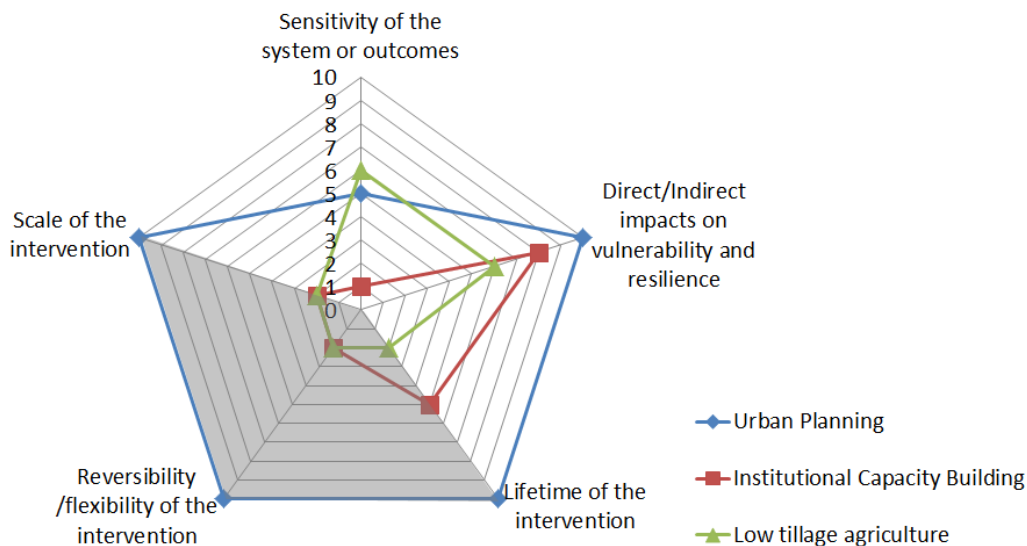 Sensitivity of the
system or outcomes
10
9
8
7
6
5
4
3
2
1
0
Direct/Indirect
impacts on
vulnerability and
resilience
Scale of the
intervention
Reversibility
/flexibility of the
intervention
Lifetime of the
intervention
Urban Planning
Institutional Capacity Building
Low tillage agriculture